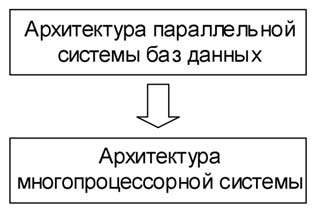 Архитектура параллельной
системы баз данных
Архитектура
многопроцессорной системы